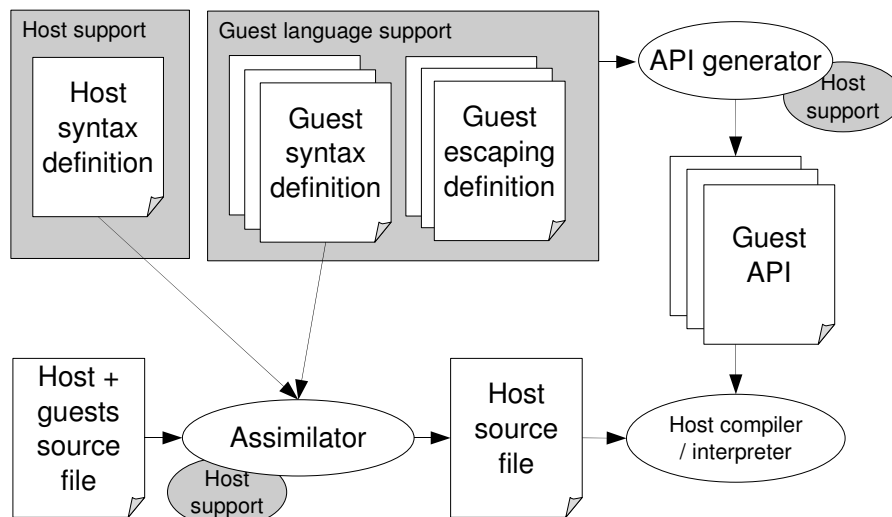 Host support
Host
syntax
definition
Guest language support
Guest
syntax
definition
Guest
escaping
definition
API generator
Host
support
Guest
API
Host +
guests
source
file
Assimilator
Host
support
Host
source
file
Host compiler
/ interpreter